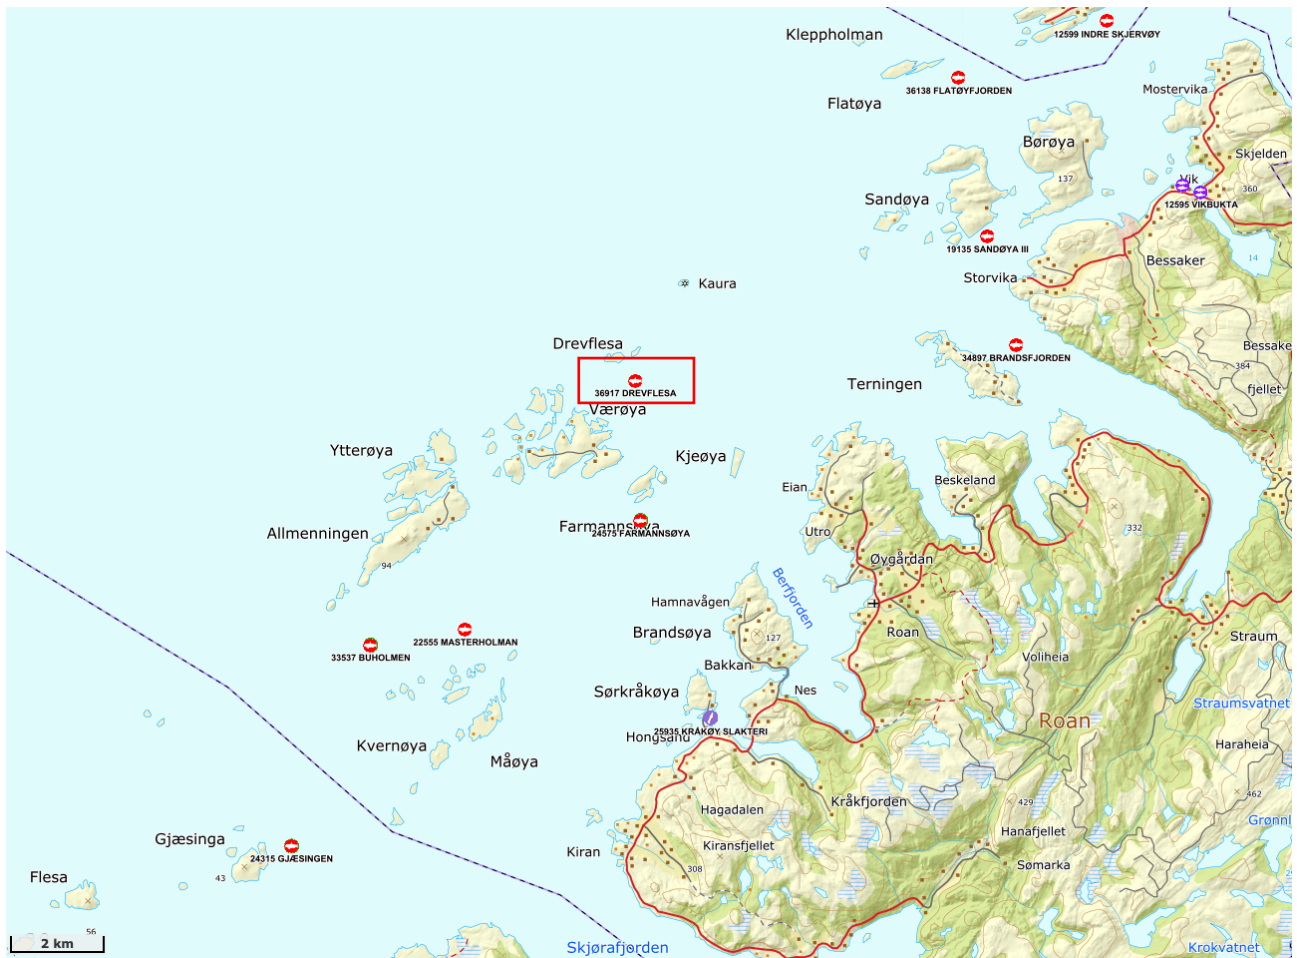 Kleppholman
12599 INDRE SKJERVØY
36138 FLATØYFJORDEN
Mostervika
Flatøya
Børøya
Skjelden
137
Vik
360
Sandøya
12595 VIKBUKTA
19135 SANDØYA III
Bessaker
14
Storvika
Kaura
Drevflesa
34897 BRANDSFJORDEN
Bessake
384
fjellet
Terningen
36917 DREVFLESA
Værøya
Ytterøya
Kjeøya
Beskeland
Eian
Farmannsøya
24575 FARMANNSØYA
Utro
332
Allmenningen
94
Øygårdan
Berfjorden
Hamnavågen
Brandsøya
127
Roan
Straum
22555 MASTERHOLMAN
33537 BUHOLMEN
Voliheia
Bakkan
Sørkråkøya
Nes
Straumsvatnet
Roan
25935 KRÅKØY SLAKTERI
Hongsand
Kvernøya
Måøya
Haraheia
462
Kråkfjorden
429
Hagadalen
Hanafjellet
Grønnl
Gjæsinga
24315 GJÆSINGEN
Kiran
Kiransfjellet
308
Sømarka
43
Flesa
56
2 km
Skjørafjorden
Krokvatnet